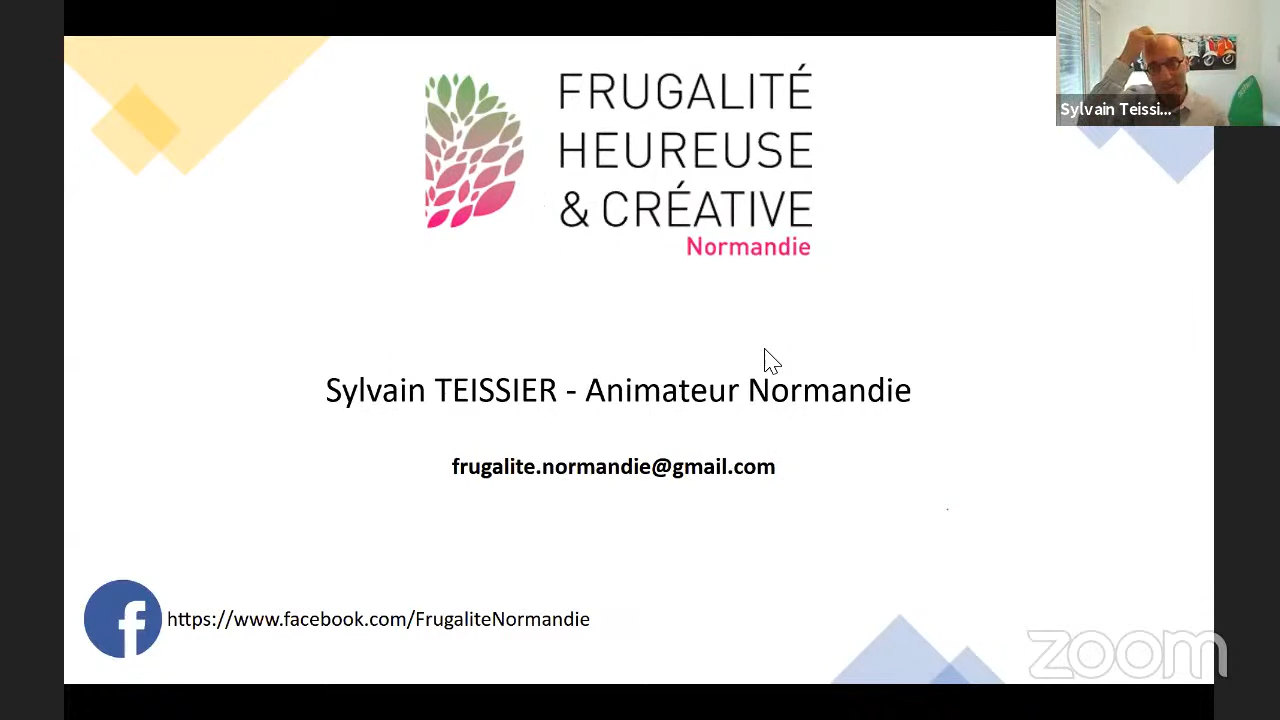 FRUGALITÉ
HEUREUSE
& CRÉATIVE
Normandie
Sylvain Teissi...
Sylvain TEISSIER - Animateur Normandie
frugalite.normandie@gmail.com
https://www.facebook.com/FrugaliteNormandie
zoom